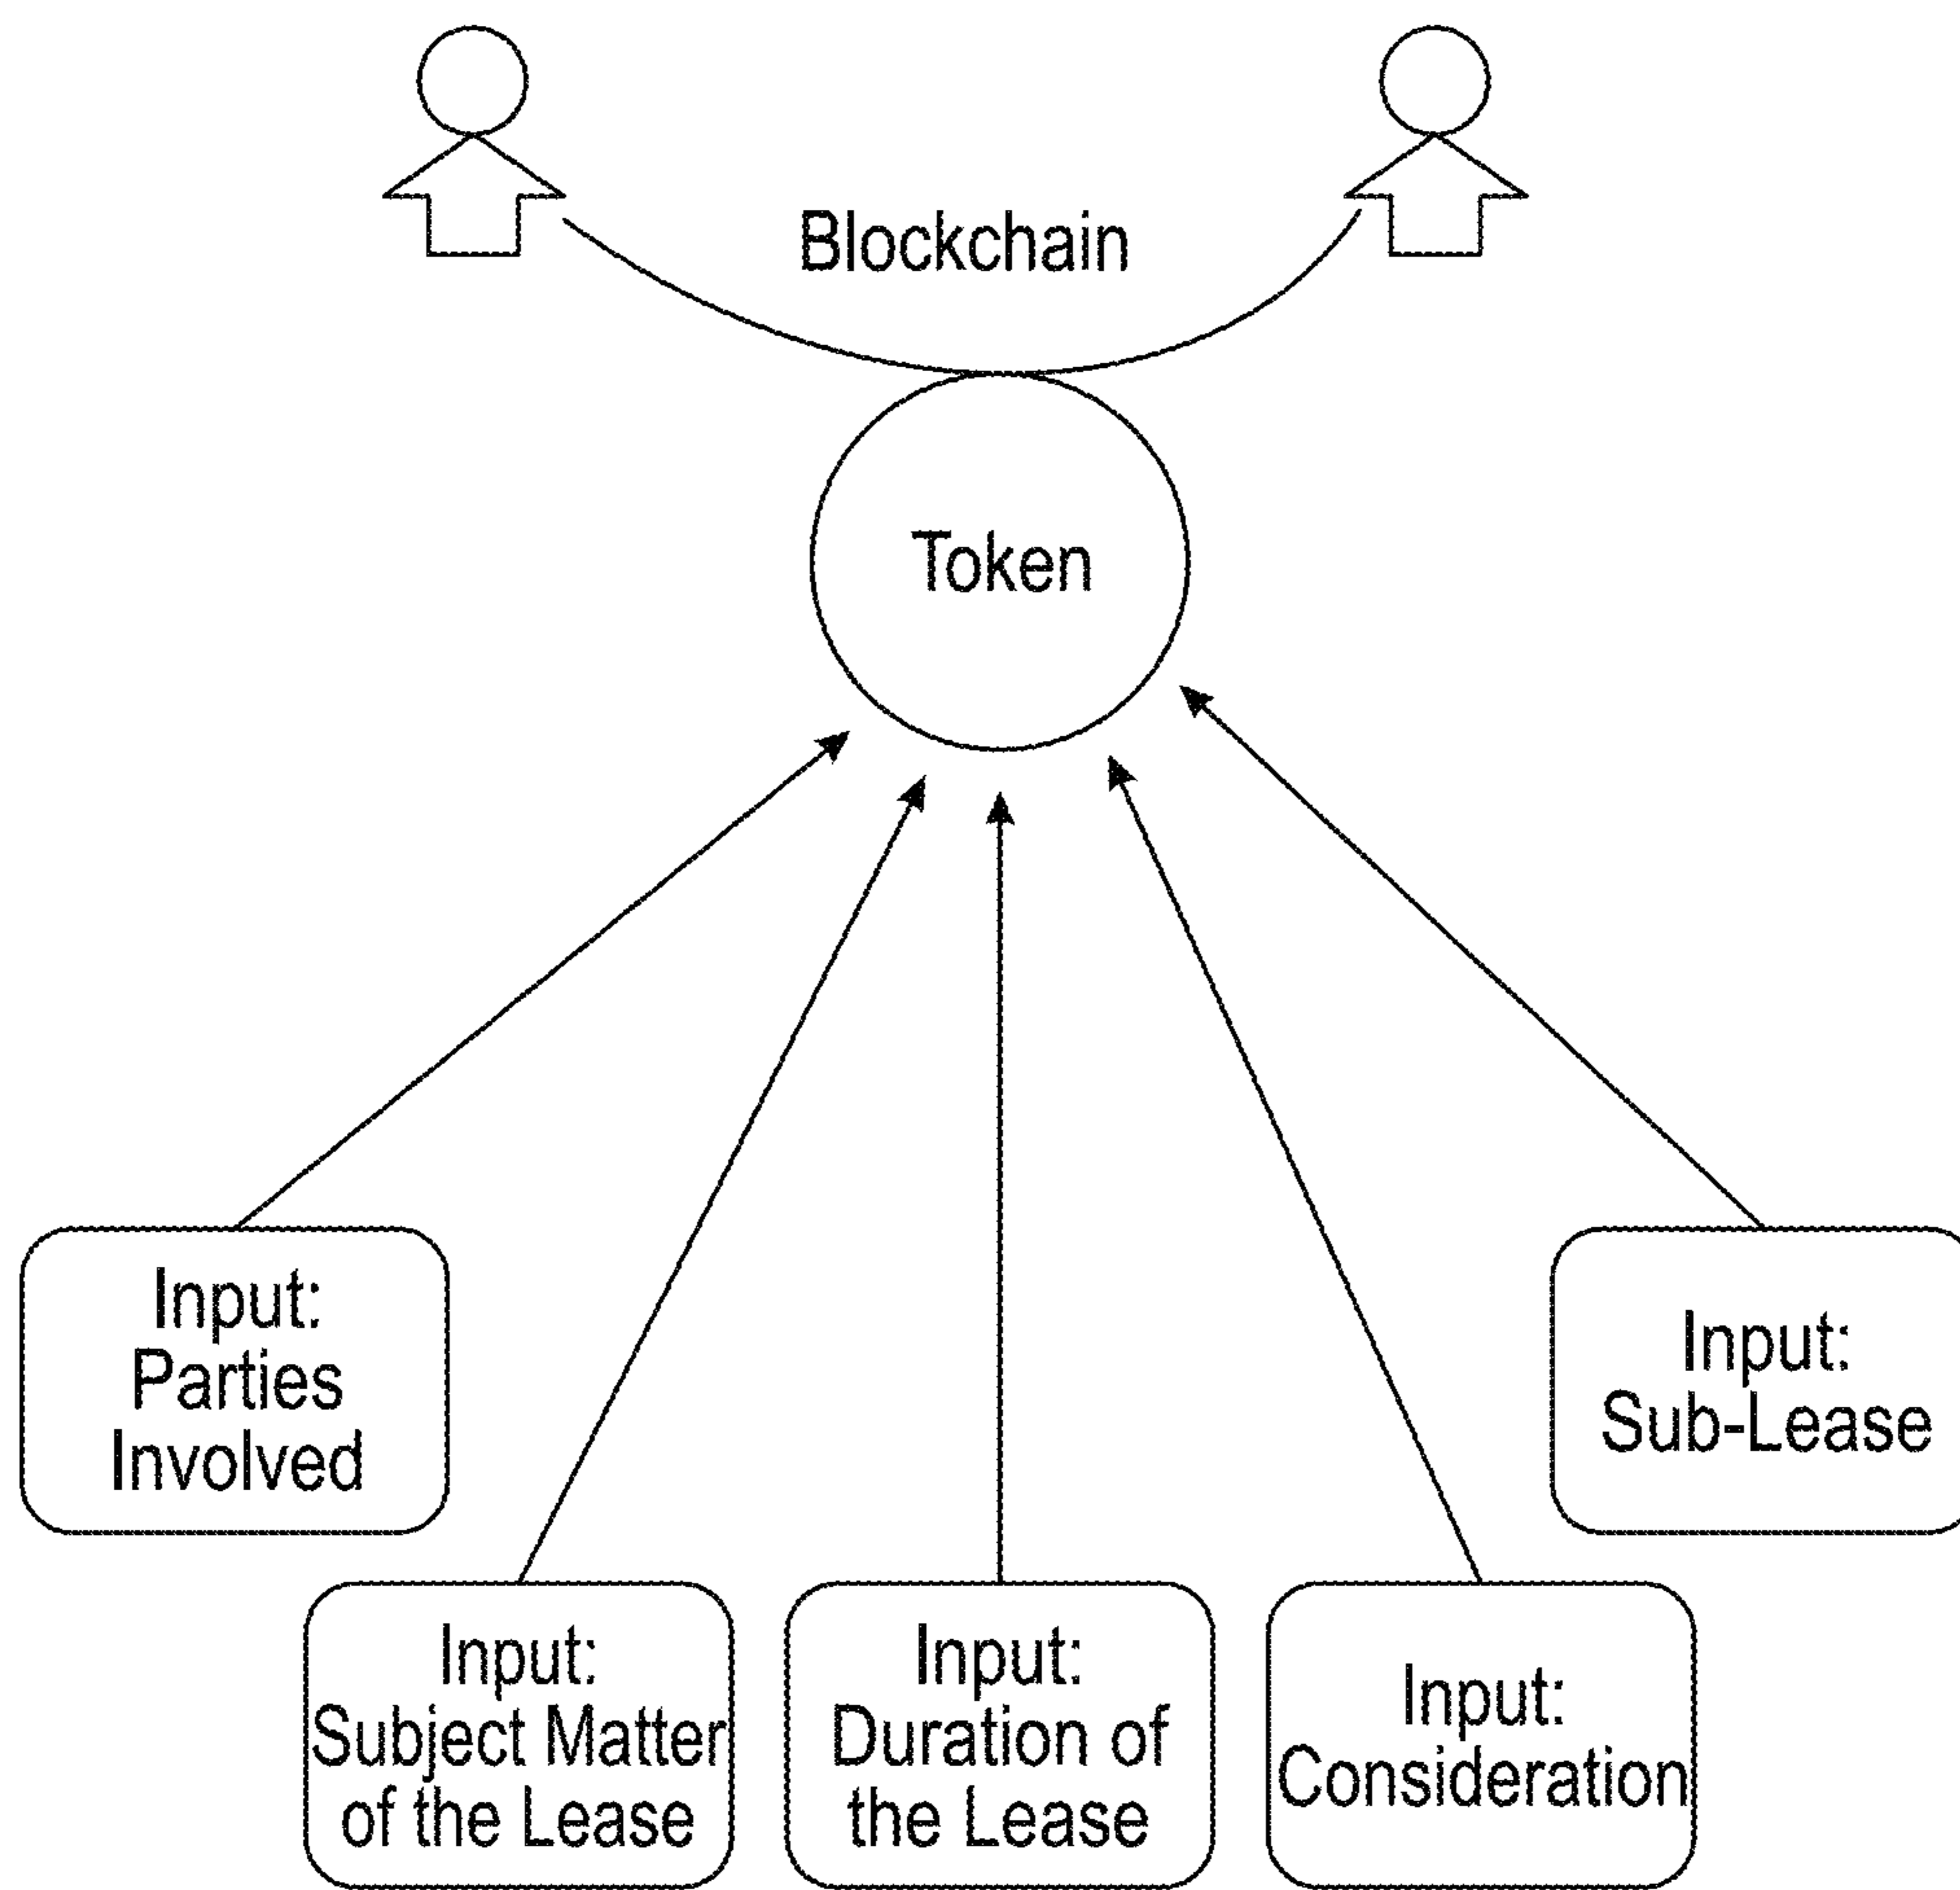 Blockchain
Token
Input:
Parties
Involved
Input:
Sub-Lease
Input:
Subject Matter
of the Lease
Input:
Duration of
the Lease
Input:
Consideration